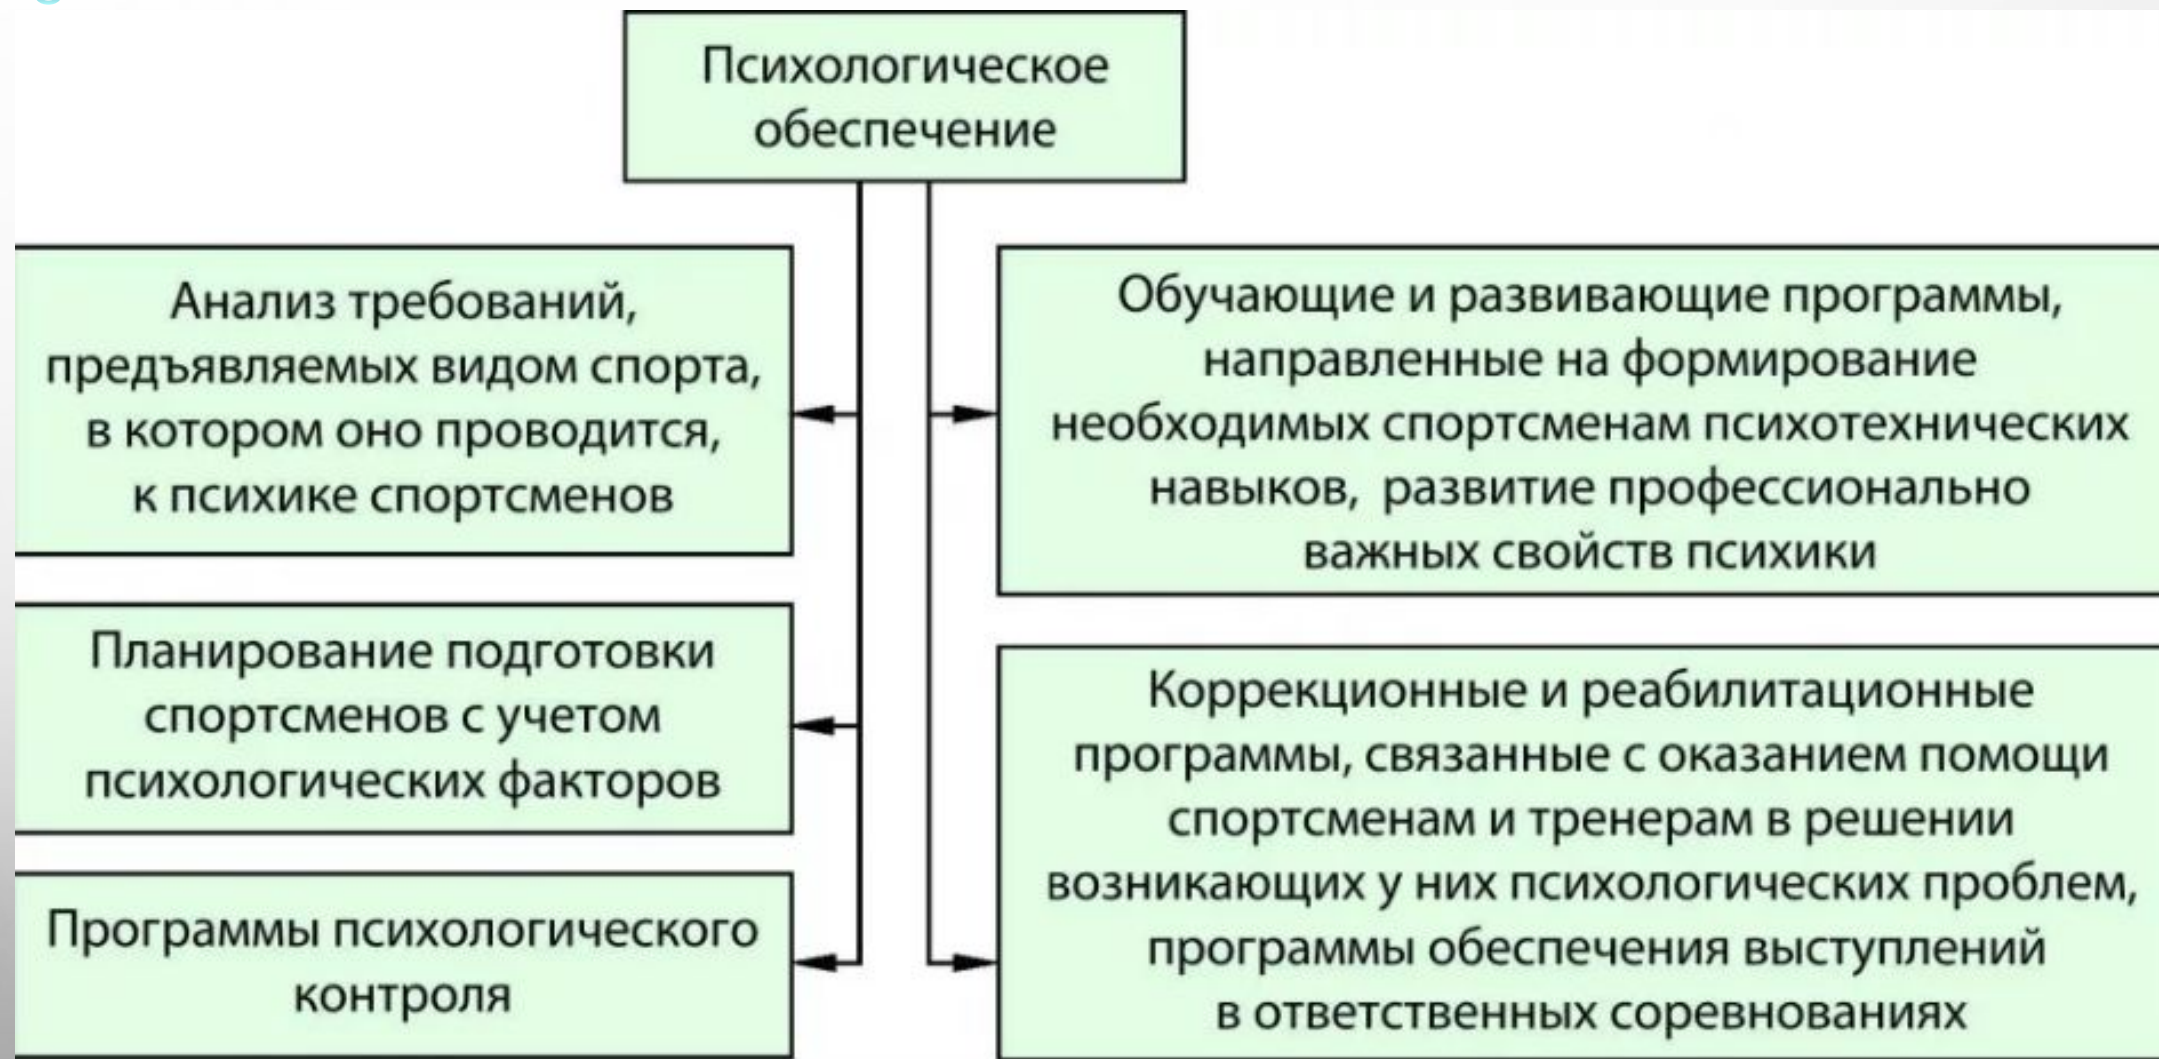 Психологическое
обеспечение
Анализ требований,
предъявляемых видом спорта,
в котором оно проводится,
к психике спортсменов
Планирование подготовки
спортсменов с учетом
психологических факторов
Программы психологического
контроля
Обучающие и развивающие программы,
направленные на формирование
необходимых спортсменам психотехнических
навыков, развитие профессионально
важных свойств психики
Коррекционные и реабилитационные
программы, связанные с оказанием помощи
спортсменам и тренерам в решении
возникающих у них психологических проблем,
программы обеспечения выступлений
в ответственных соревнованиях